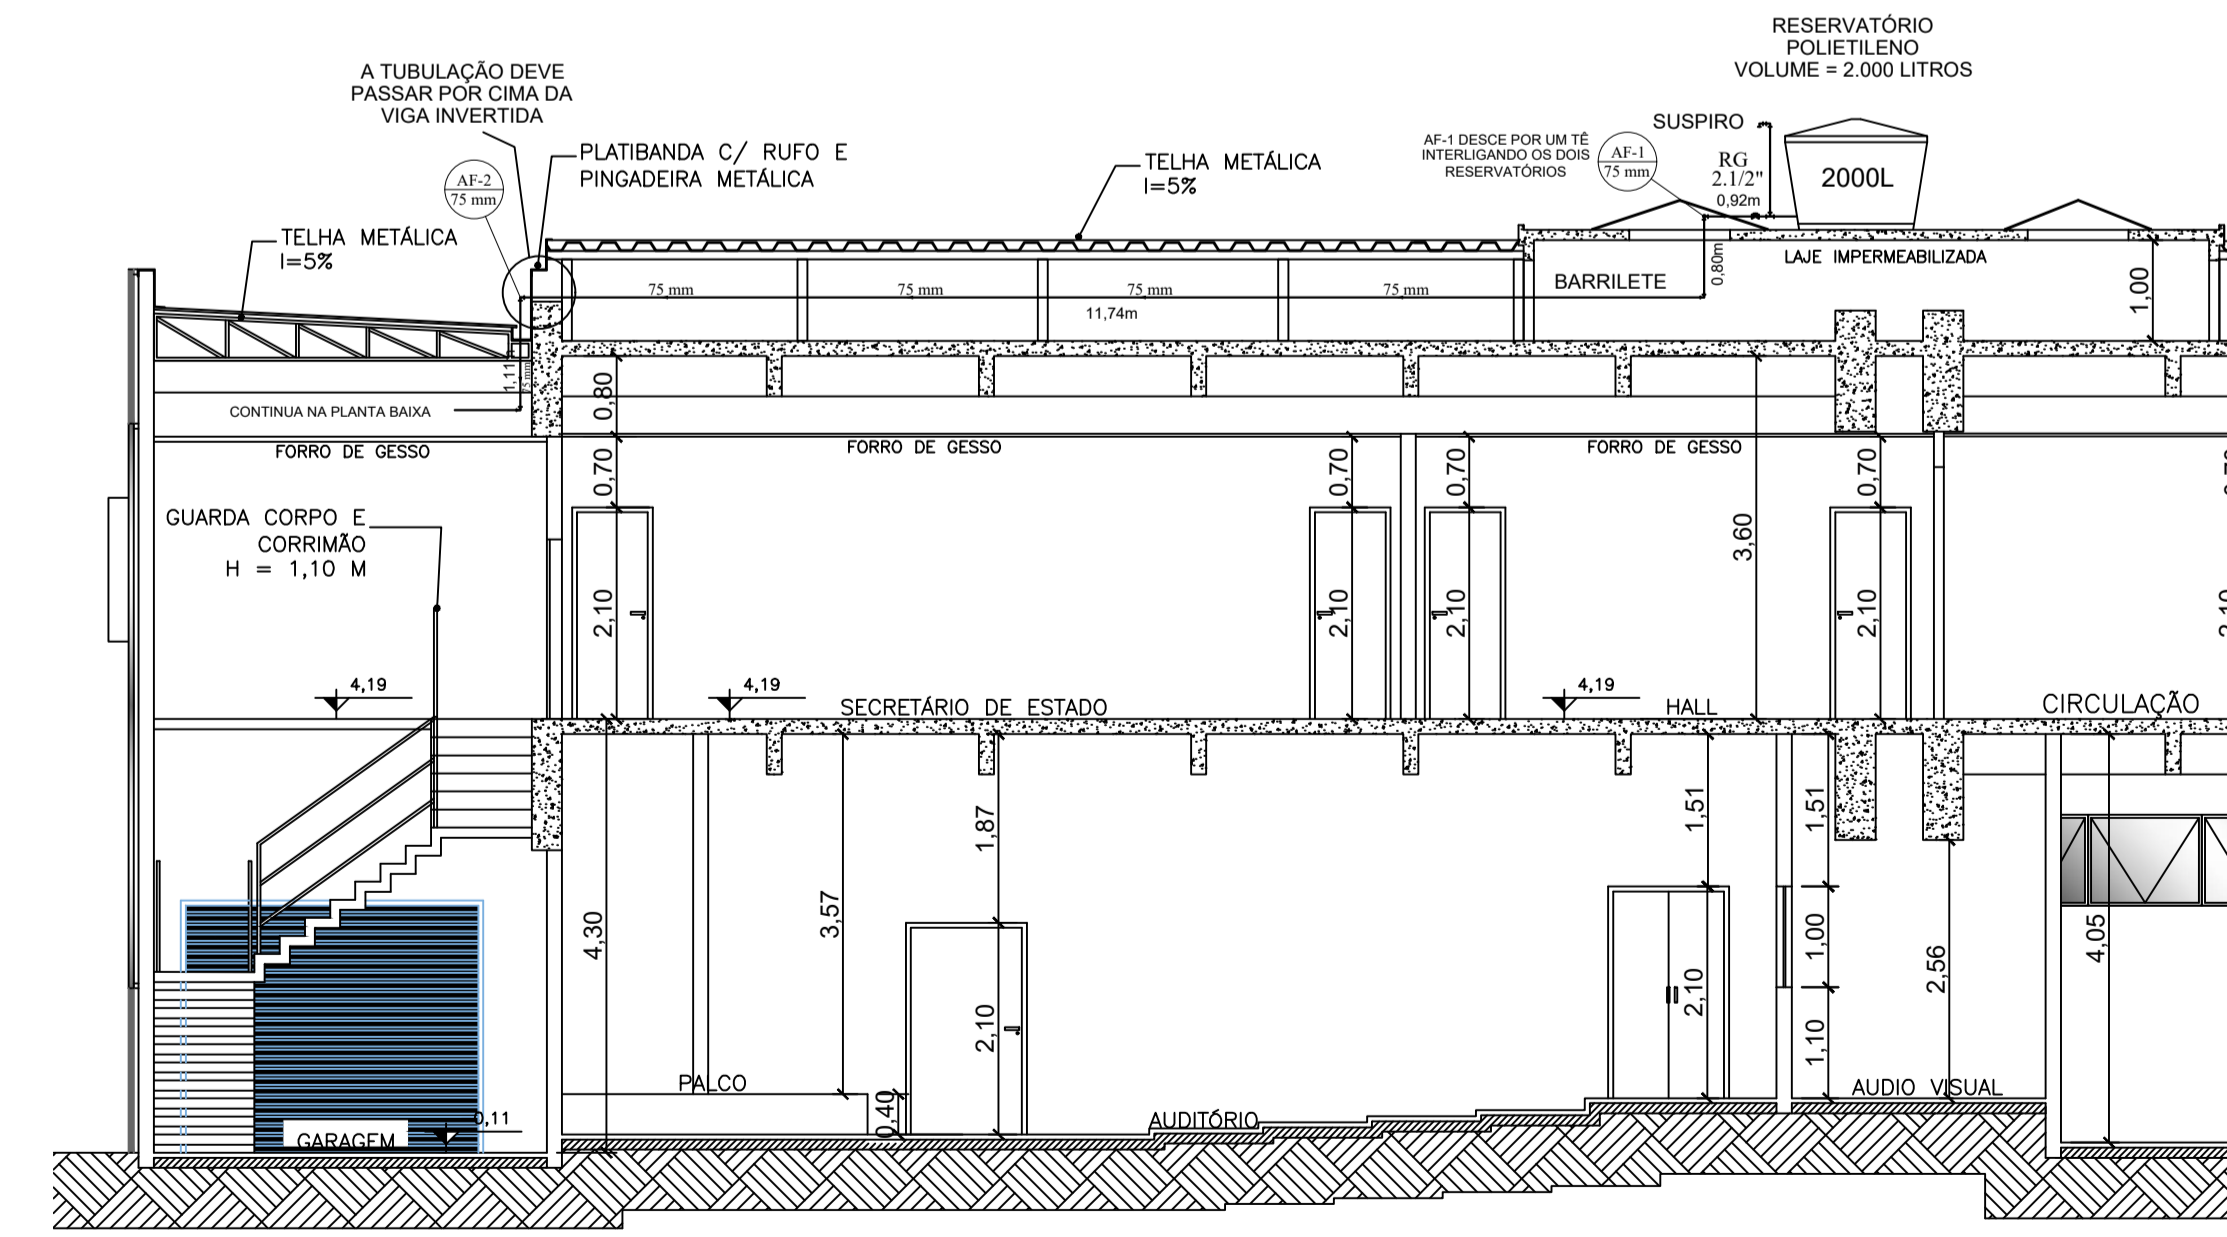 RESERVATÓRIO
POLIETILENO
VOLUME = 2.000 LITROS
A TUBULAÇÃO DEVE
PASSAR POR CIMA DA
VIGA INVERTIDA
PLATIBANDA C/ RUFO E
PINGADEIRA METÁLICA
AF-2
75 mm
TELHA METÁLICA
I=5%
TELHA METÁLICA
I=5%
AF-1 DESCE POR UM TÊ
INTERLIGANDO OS DOIS
RESERVATÓRIOS
AF-1
75 mm
SUSPIRO
RG
2.1/2"
0,92m
2000L
LAJE IMPERMEABILIZADA
BARRILETE
0,80m
1,00
75 mm
75 mm
75 mm
75 mm
11,74m
75 mm
CONTINUA NA PLANTA BAIXA
0,80
FORRO DE GESSO
FORRO DE GESSO
FORRO DE GESSO
GUARDA CORPO E
CORRIMÃO
H = 1,10 M
0,70
0,70
0,70
0,70
3,60
2,10
2,10
2,10
2,10
4,19
4,19
4,19
SECRETÁRIO DE ESTADO
HALL
CIRCULAÇÃO
4,30
3,57
1,87
1,51
1,51
2,10
2,10
1,00
1,10
2,56
4,05
PALCO
0,40
AUDITÓRIO
AUDIO VISUAL
GARAGEM
0,11